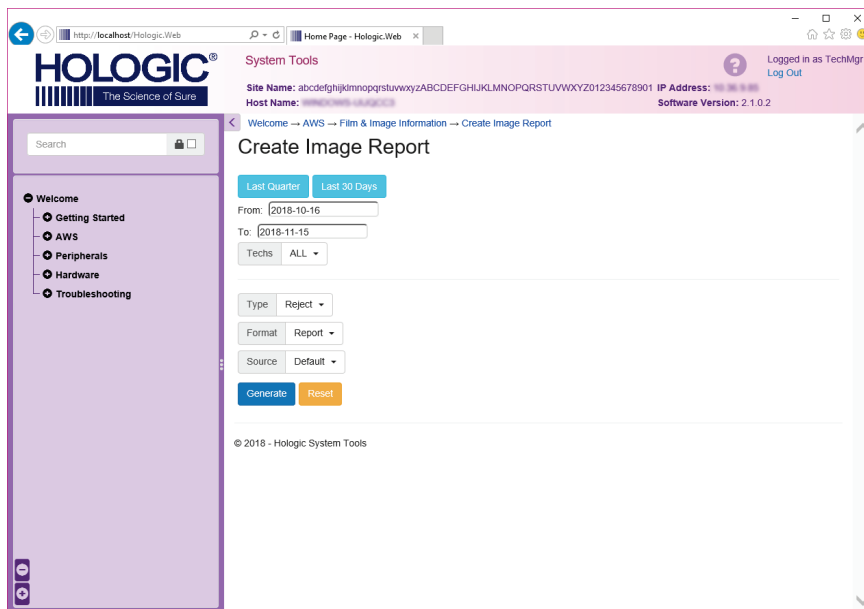 http://localhost/Hologic.Web
Home Page - Hologic.Web
HOLOGIC®
The Science of Sure
System Tools
Logged in as TechMgr
Log Out
Site Name: abcdefghijklmnopqrstuvwxyzABCDEFGHIJKLMNOPQRSTUVWXYZ012345678901 IP Address:
Host Name:
Software Version: 2.1.0.2
Search
Welcome → AWS → Film & Image Information → Create Image Report
Create Image Report
Welcome
Getting Started
AWS
Peripherals
Hardware
Troubleshooting
Last Quarter Last 30 Days
From: 2018-10-16
To: 2018-11-15
Techs ALL
Type Reject
Format Report
Source Default
Generate Reset
© 2018 - Hologic System Tools